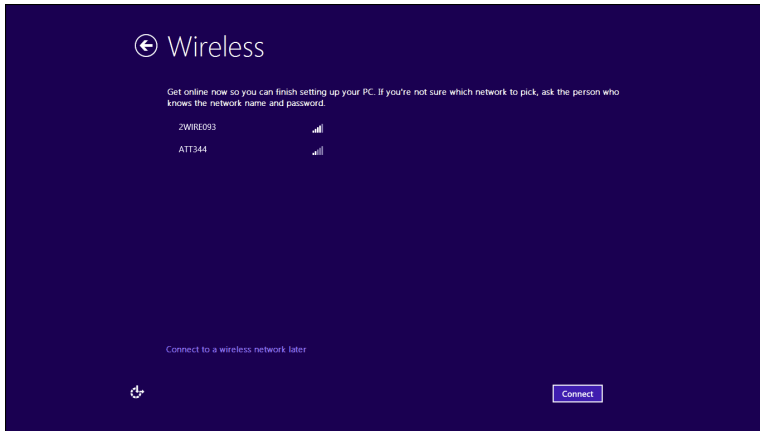 Wireless
Get online now so you can finish setting up your PC. If you're not sure which network to pick, ask the person who
knows the network name and password.
2WIRE093
ATT344
Connect to a wireless network later
Connect